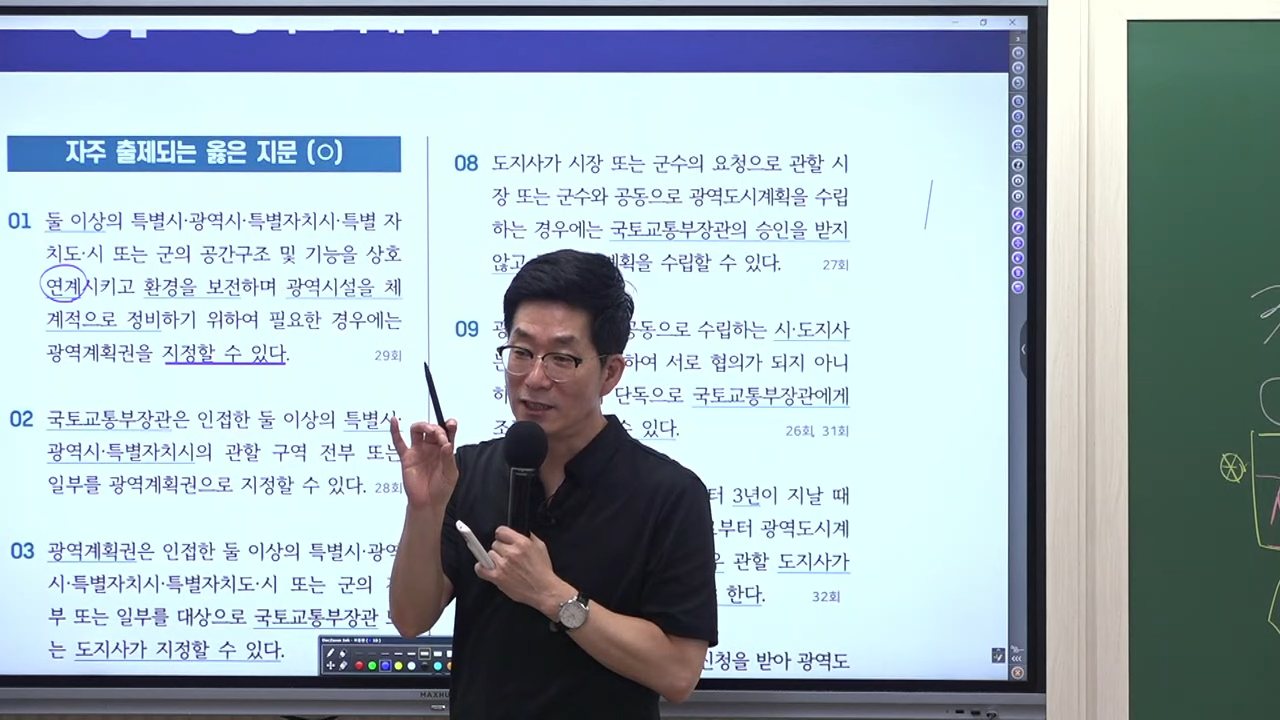 자주 출제되는 옳은 지문 (○)
01 둘 이상의 특별시·광역시·특별자치시·특별 자
치도·시 또는 군의 공간구조 및 기능을 상호
연계시키고 환경을 보전하며 광역시설을 체
계적으로 정비하기 위하여 필요한 경우에는
광역계획권을 지정할 수 있다. 29회
02 국토교통부장관은 인접한 둘 이상의 특별시·
광역시·특별자치시의 관할 구역 전부 또는
일부를 광역계획권으로 지정할 수 있다. 28회
03 광역계획권은 인접한 둘 이상의 특별시·광역
시·특별자치시·특별자치도·시 또는 군의
부 또는 일부를 대상으로 국토교통부장관
는 도지사가 지정할 수 있다.
08 도지사가 시장 또는 군수의 요청으로 관할 시
장 또는 군수와 공동으로 광역도시계획을 수립
하는 경우에는 국토교통부장관의 승인을 받지
않고 계획을 수립할 수 있다. 27회
09 공동으로 수립하는 시·도지사
는 하여 서로 협의가 되지 아니
하 단독으로 국토교통부장관에게
조 수 있다. 26회, 31회
터 3년이 지날 때
로부터 광역도시계
우 관할 도지사가
한다. 32회
신청을 받아 광역도
MAXHU